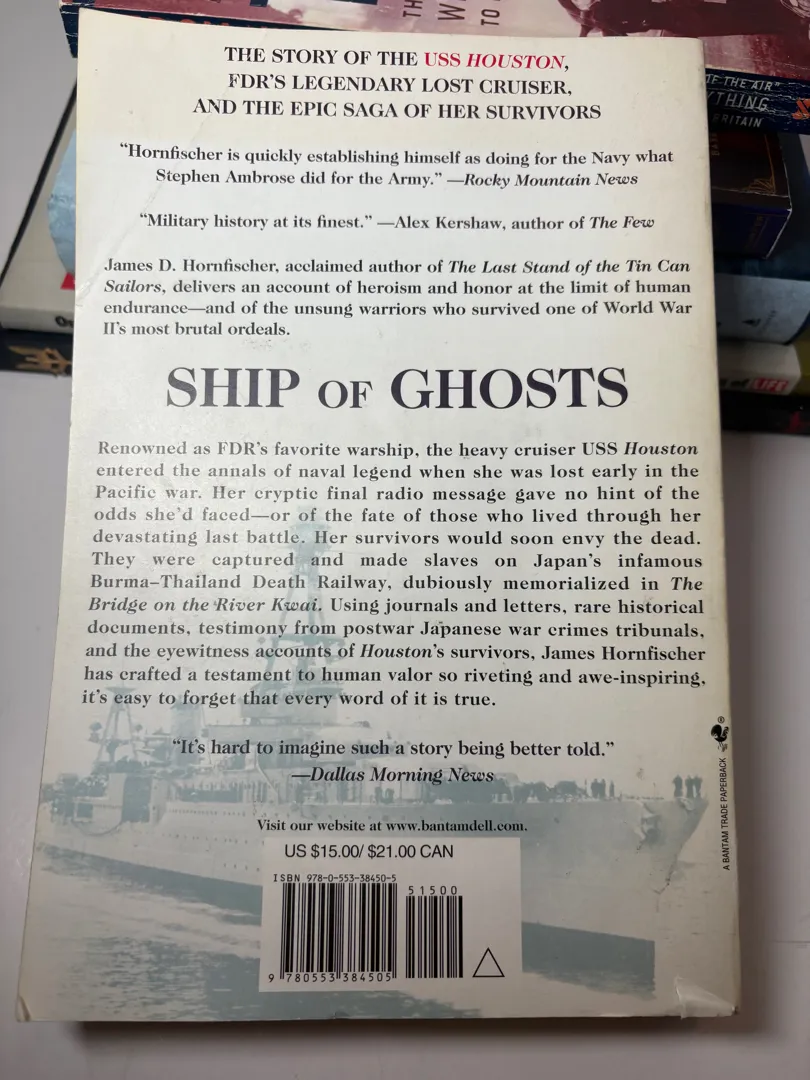 TH
W
TO
THE STORY OF THE USS HOUSTON,
FDR'S LEGENDARY LOST CRUISER,
AND THE EPIC SAGA OF HER SURVIVORS
OF THE AIR"
YTHING
BRITAIN
“Hornfischer is quickly establishing himself as doing for the Navy what
Stephen Ambrose did for the Army.” —Rocky Mountain News
“Military history at its finest.” —Alex Kershaw, author of The Few
James D. Hornfischer, acclaimed author of The Last Stand of the Tin Can
Sailors, delivers an account of heroism and honor at the limit of human
endurance—and of the unsung warriors who survived one of World War
II's most brutal ordeals.
SHIP OF GHOSTS
LIFE
Renowned as FDR's favorite warship, the heavy cruiser USS Houston
entered the annals of naval legend when she was lost early in the
Pacific war. Her cryptic final radio message gave no hint of the
odds she'd faced—or of the fate of those who lived through her
devastating last battle. Her survivors would soon envy the dead.
They were captured and made slaves on Japan's infamous
Burma–Thailand Death Railway, dubiously memorialized in The
Bridge on the River Kwai. Using journals and letters, rare historical
documents, testimony from postwar Japanese war crimes tribunals,
and the eyewitness accounts of Houston's survivors, James Hornfischer
has crafted a testament to human valor so riveting and awe-inspiring,
it's easy to forget that every word of it is true.
“It's hard to imagine such a story being better told.”
—Dallas Morning News
Visit our website at www.bantamdell.com.
US $15.00/ $21.00 CAN
ISBN 978-0-553-38450-5
51500
9 780553 384505
A BANTAM TRADE PAPERBACK